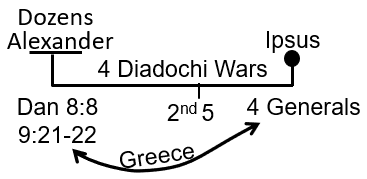 Dozens
Alexander
Ipsus
4 Diadochi Wars
Dan 8:8
9:21-22
2nd 5
4 Generals
Greece